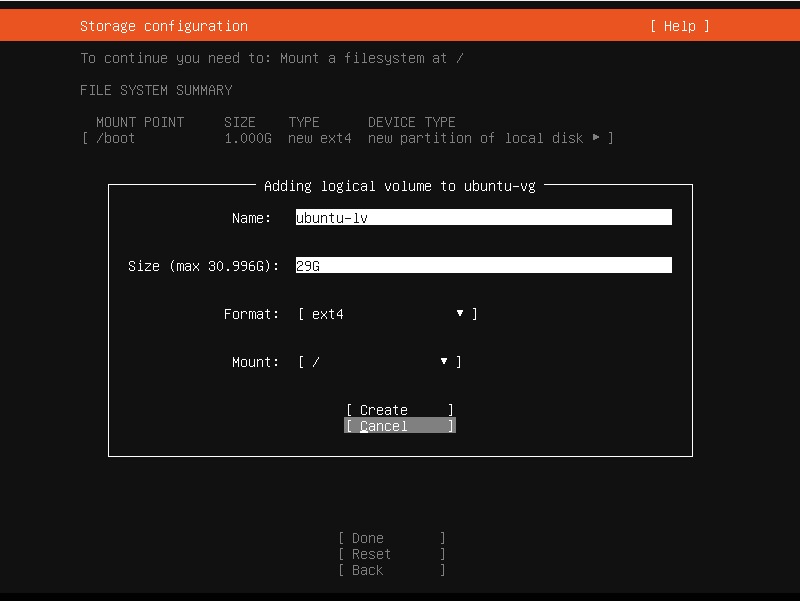 Storage configuration [ Help ]
To continue you need to: Mount a filesystem at /
FILE SYSTEM SUMMARY
MOUNT POINT SIZE TYPE DEVICE TYPE
[ /boot 1.000G new ext4 new partition of local disk ▸ ]
Adding logical volume to ubuntu-vg
Name: ubuntu-lv
Size (max 30.996G): 29G
Format: [ ext4 ▾ ]
Mount: [ / ▾ ]
[ Create ]
[ Cancel ]
[ Done ]
[ Reset ]
[ Back ]